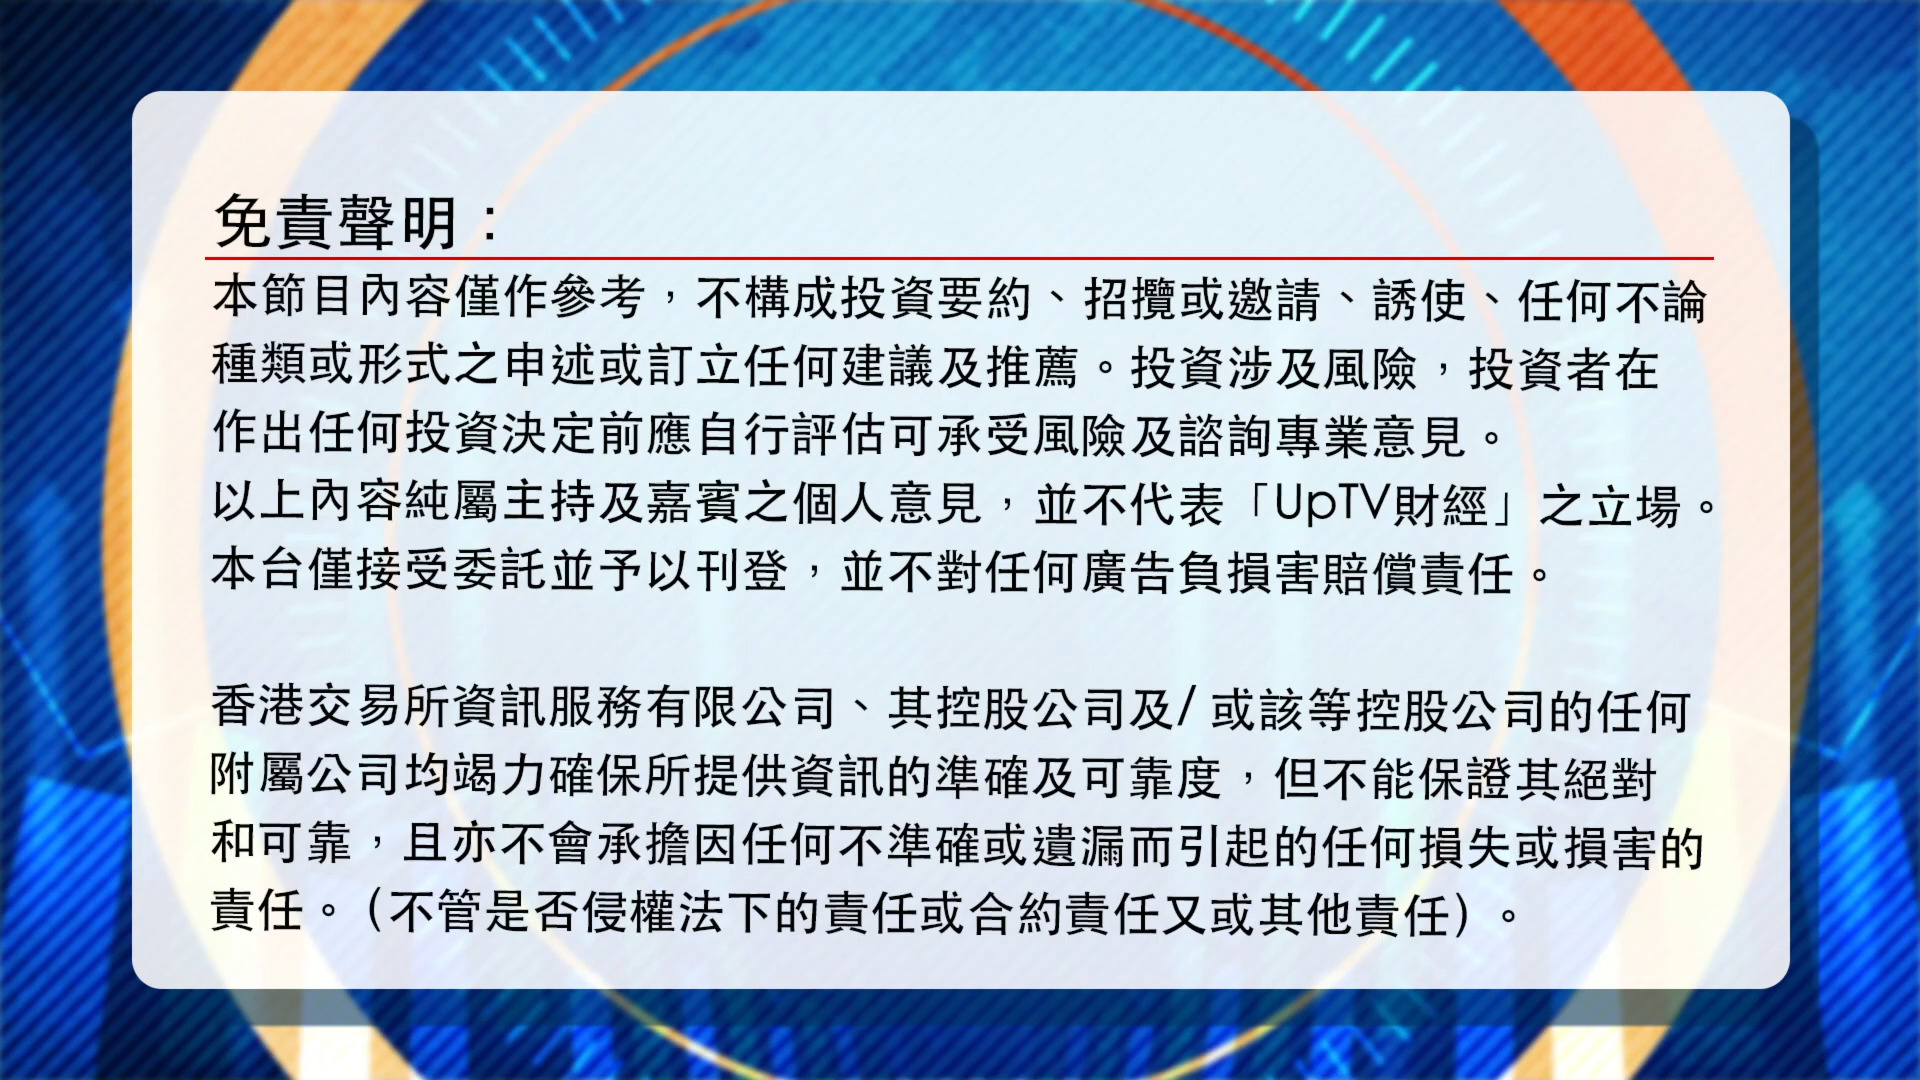 免責聲明：
本節目內容僅作參考，不構成投資要約、招攬或邀請、誘使、任何不論
種類或形式之申述或訂立任何建議及推薦。投資涉及風險，投資者在
作出任何投資決定前應自行評估可承受風險及諮詢專業意見。
以上內容純屬主持及嘉賓之個人意見，並不代表「UpTV財經」之立場。
本台僅接受委託並予以刊登，並不對任何廣告負損害賠償責任。
香港交易所資訊服務有限公司、其控股公司及/ 或該等控股公司的任何
附屬公司均竭力確保所提供資訊的準確及可靠度，但不能保證其絕對
和可靠，且亦不會承擔因任何不準確或遺漏而引起的任何損失或損害的
責任。（不管是否侵權法下的責任或合約責任又或其他責任）。